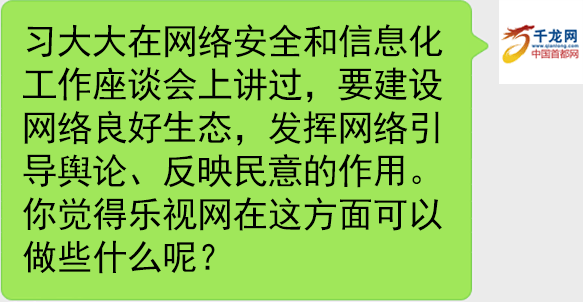 习大大在网络安全和信息化
工作座谈会上讲过，要建设
网络良好生态，发挥网络引
导舆论、反映民意的作用。
你觉得乐视网在这方面可以
做些什么呢？
千龙网
www.qianlong.com
中国首都网